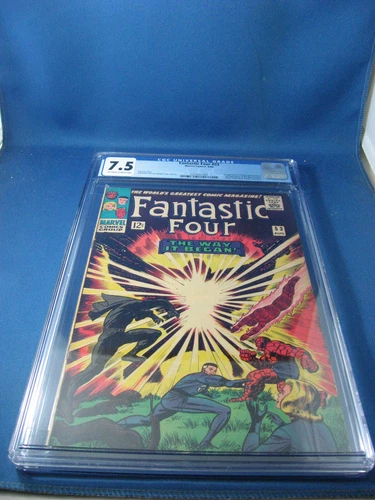 CGC UNIVERSAL GRADE
7.5
THE WORLD'S GREATEST COMIC MAGAZINE!
Fantastic
Four
MARVEL
COMICS
GROUP
12¢
53
AUG
THE WAY
IT BEGAN!